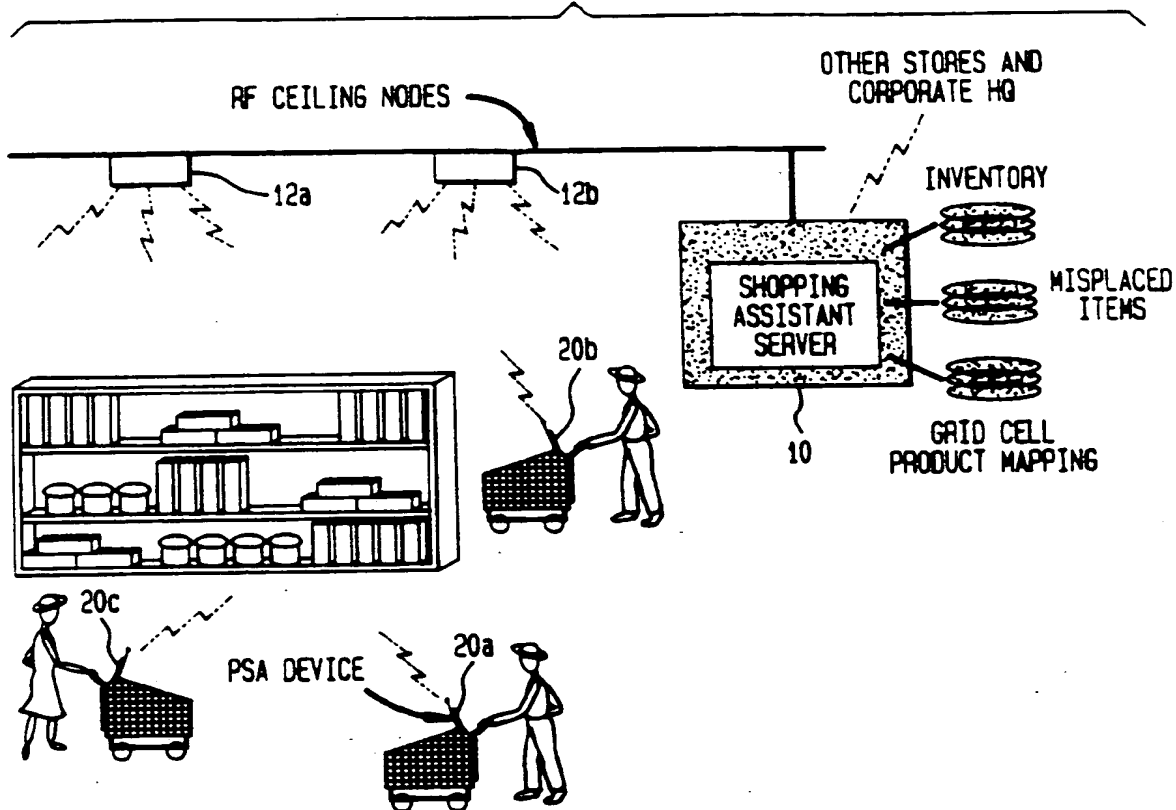 OTHER STORES AND
CORPORATE HQ
RF CEILING NODES
12a
12b
INVENTORY
SHOPPING
ASSISTANT
SERVER
MISPLACED
ITEMS
10
GRID CELL
PRODUCT MAPPING
20b
20c
20a
PSA DEVICE